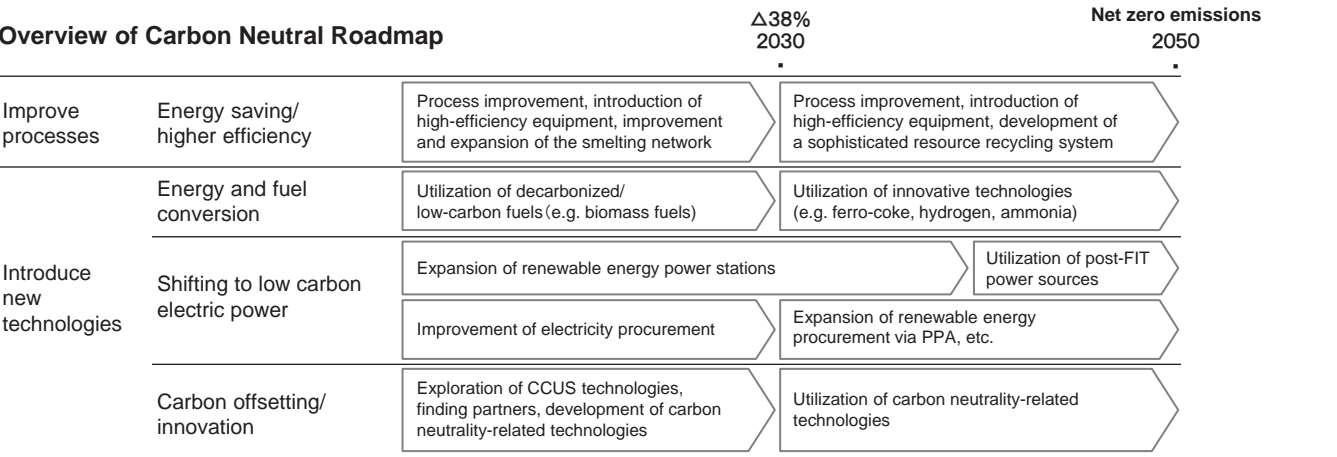 Overview of Carbon Neutral Roadmap
△38%
2030
Net zero emissions
2050
Improve
processes
Energy saving/
higher efficiency
Process improvement, introduction of
high-efficiency equipment, improvement
and expansion of the smelting network
Process improvement, introduction of
high-efficiency equipment, development of
a sophisticated resource recycling system
Introduce
new
technologies
Energy and fuel
conversion
Utilization of decarbonized/
low-carbon fuels（e.g. biomass fuels)
Utilization of innovative technologies
(e.g. ferro-coke, hydrogen, ammonia)
Shifting to low carbon
electric power
Expansion of renewable energy power stations
Utilization of post-FIT
power sources
Improvement of electricity procurement
Expansion of renewable energy
procurement via PPA, etc.
Carbon offsetting/
innovation
Exploration of CCUS technologies,
finding partners, development of carbon
neutrality-related technologies
Utilization of carbon neutrality-related
technologies